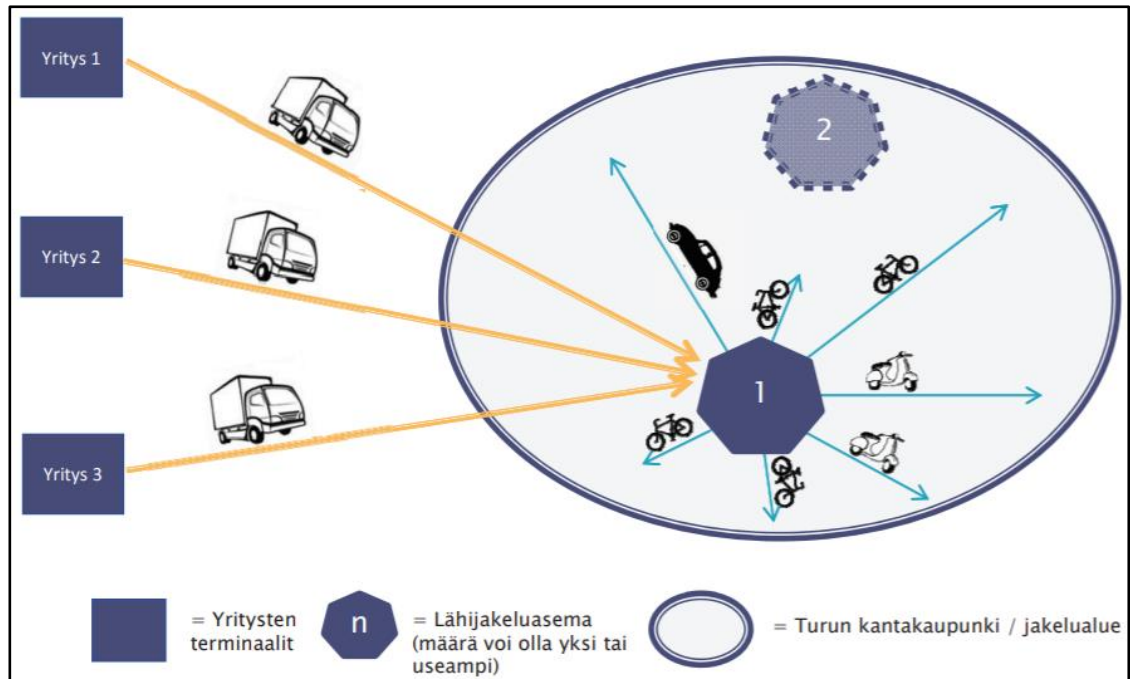 Yritys 1
2
Yritys 2
1
Yritys 3
= Yritysten
terminaalit
n
= Lähijakeluasema
(määrä voi olla yksi tai
useampi)
= Turun kantakaupunki / jakelualue